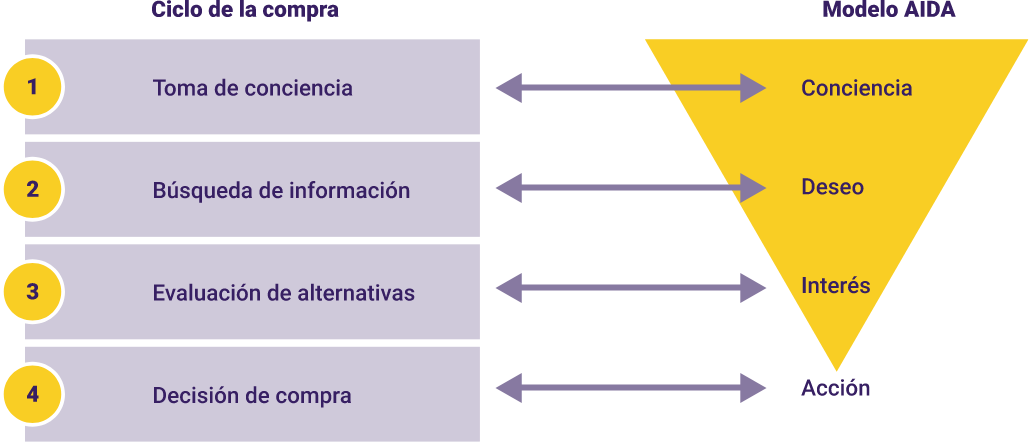 Ciclo de la compra
Modelo AIDA
1
Toma de conciencia
Conciencia
2
Búsqueda de información
Deseo
3
Evaluación de alternativas
Interés
4
Decisión de compra
Acción